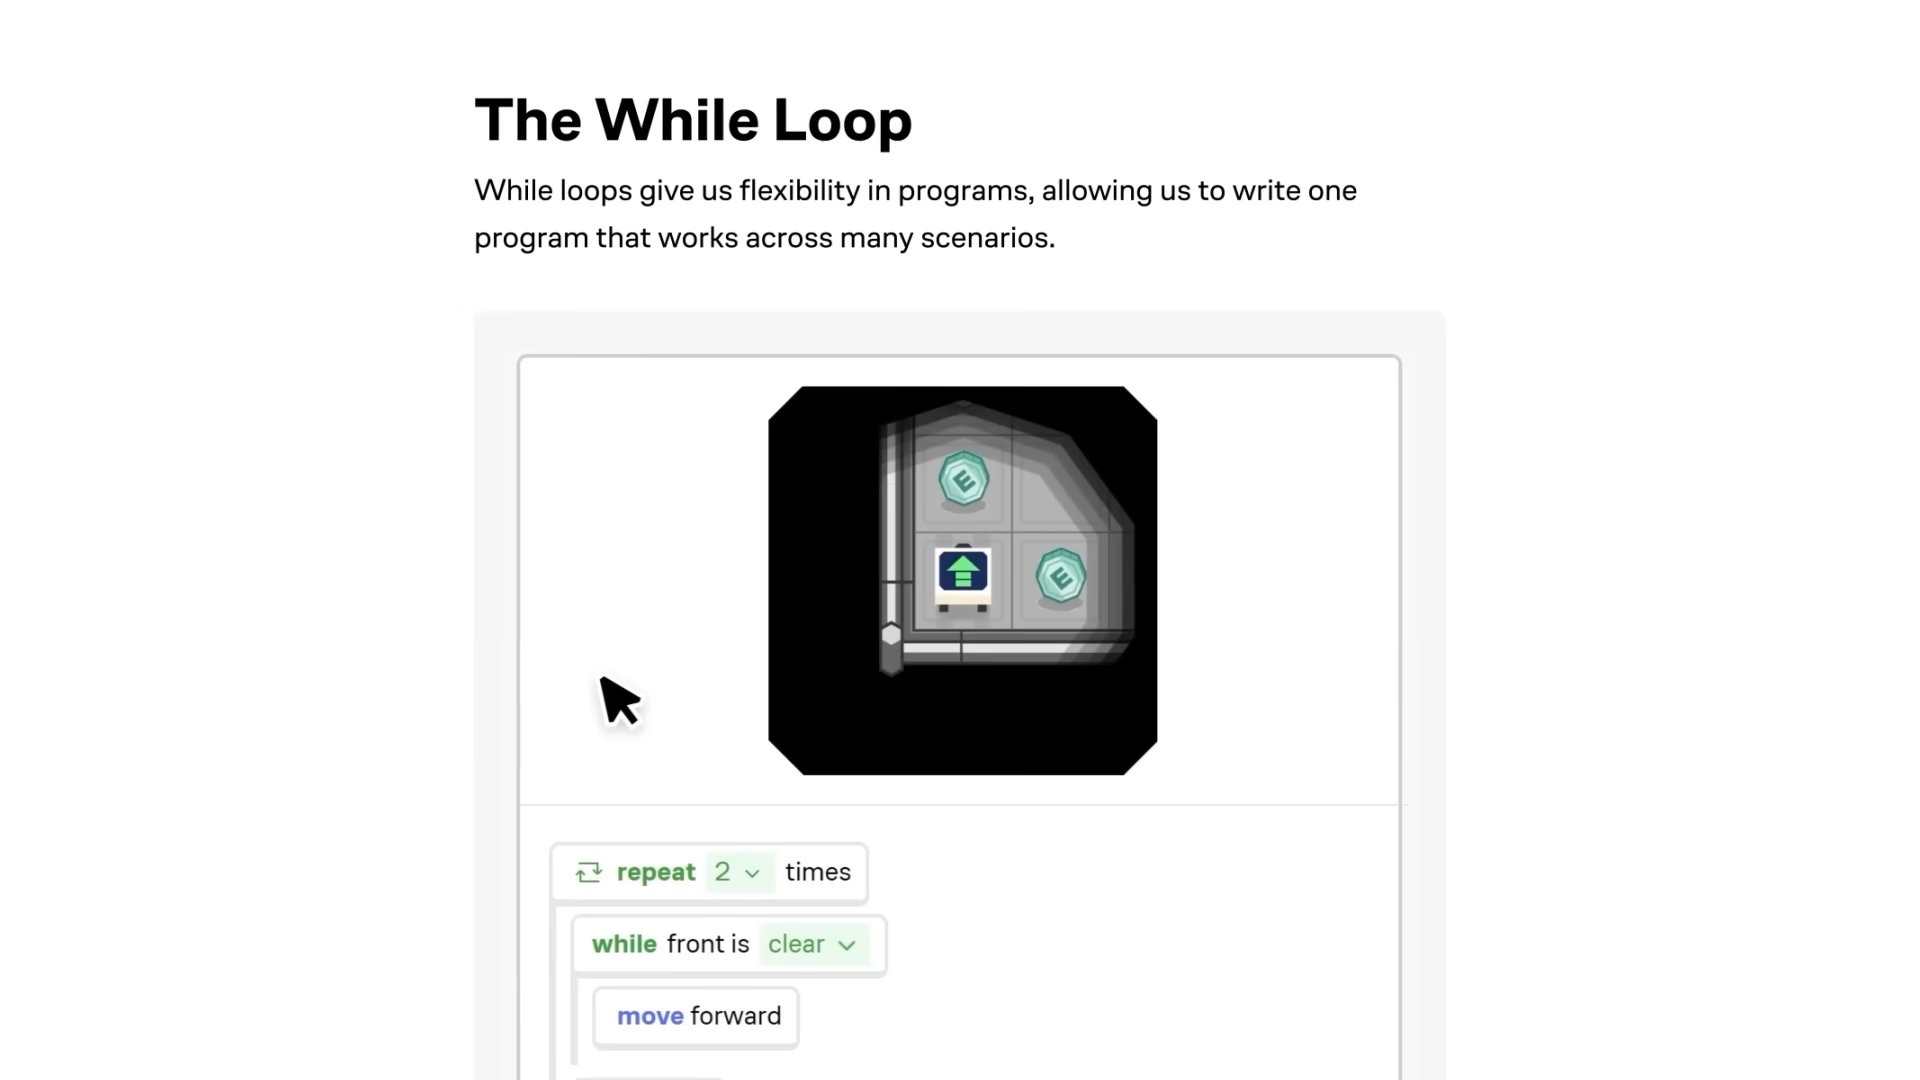 The While Loop
While loops give us flexibility in programs, allowing us to write one
program that works across many scenarios.
E
E
repeat 2 times
while front is clear
move forward